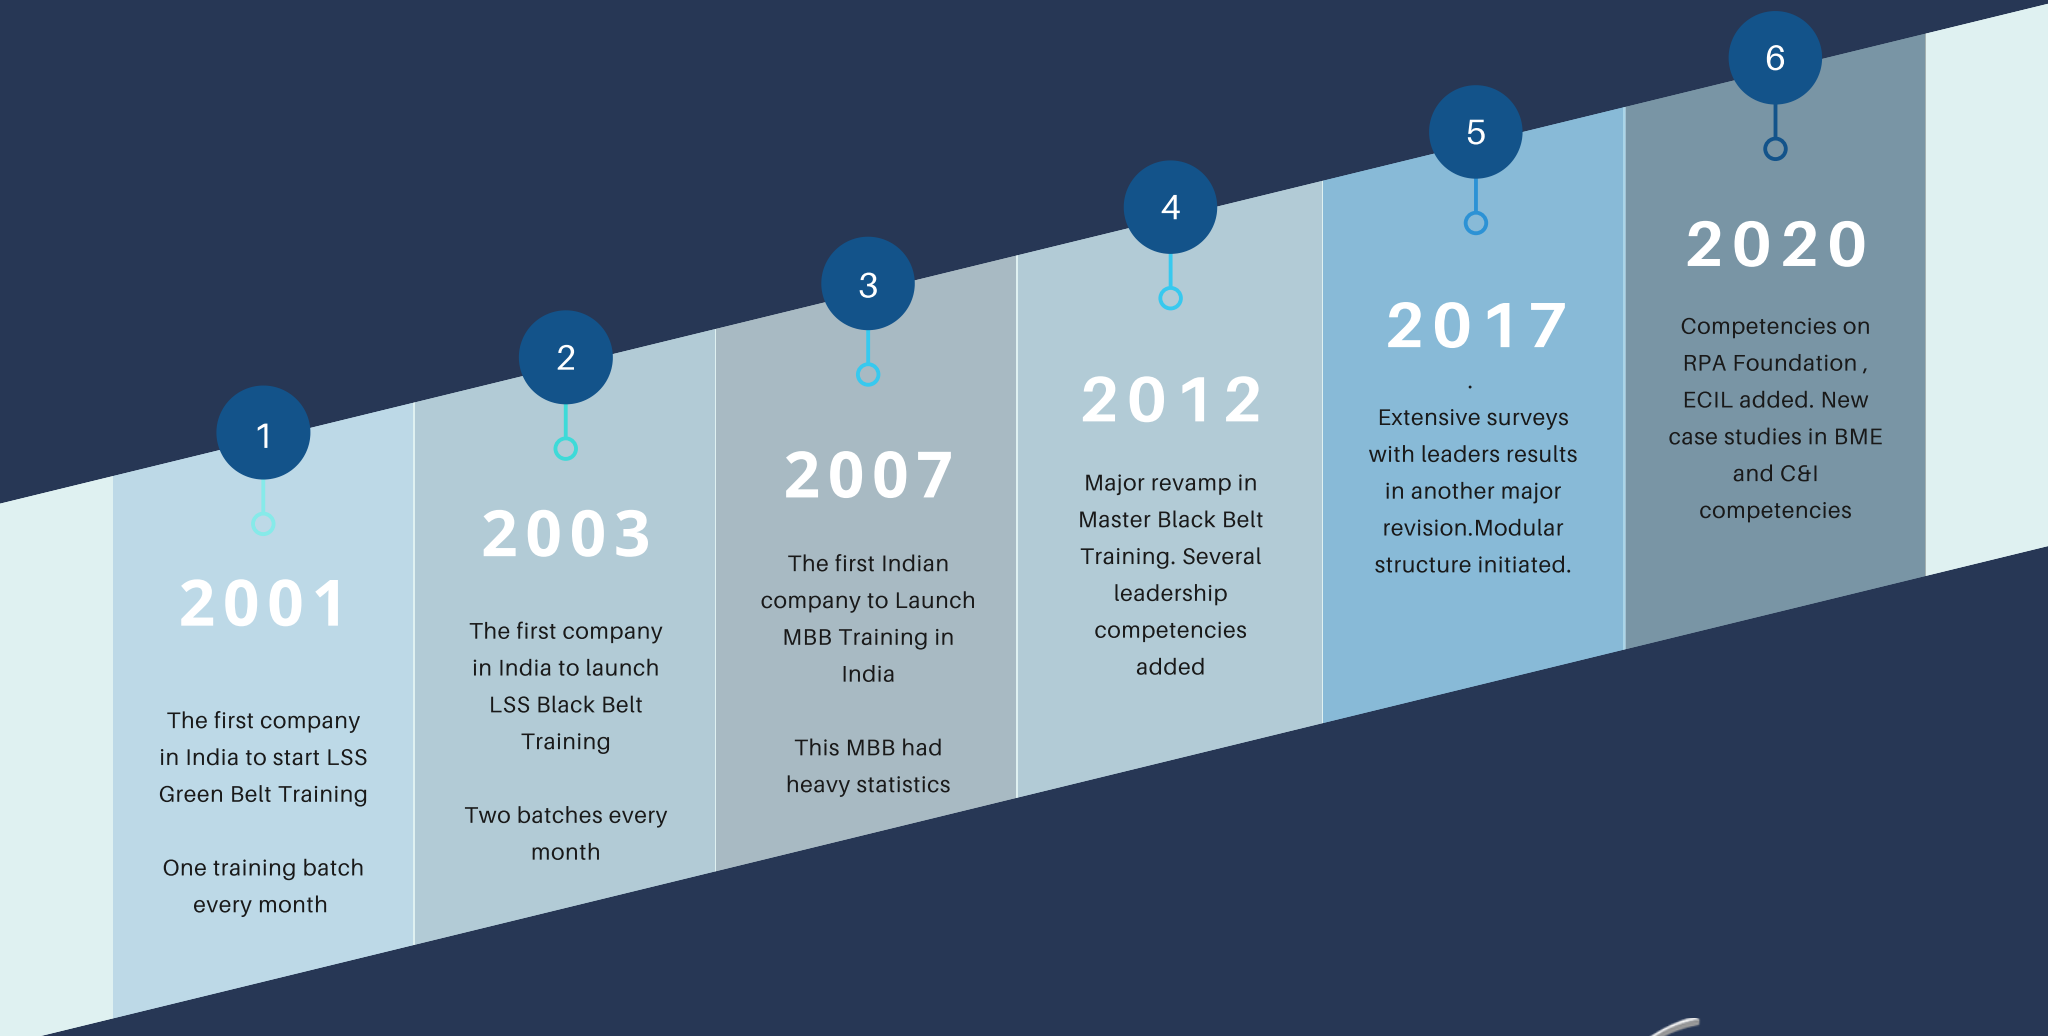 1
2001
The first company
in India to start LSS
Green Belt Training
One training batch
every month
2
2003
The first company
in India to launch
LSS Black Belt
Training
Two batches every
month
3
2007
The first Indian
company to Launch
MBB Training in
India
This MBB had
heavy statistics
4
2012
Major revamp in
Master Black Belt
Training. Several
leadership
competencies
added
5
2017
.
Extensive surveys
with leaders results
in another major
revision.Modular
structure initiated.
6
2020
Competencies on
RPA Foundation ,
ECIL added. New
case studies in BME
and C&I
competencies